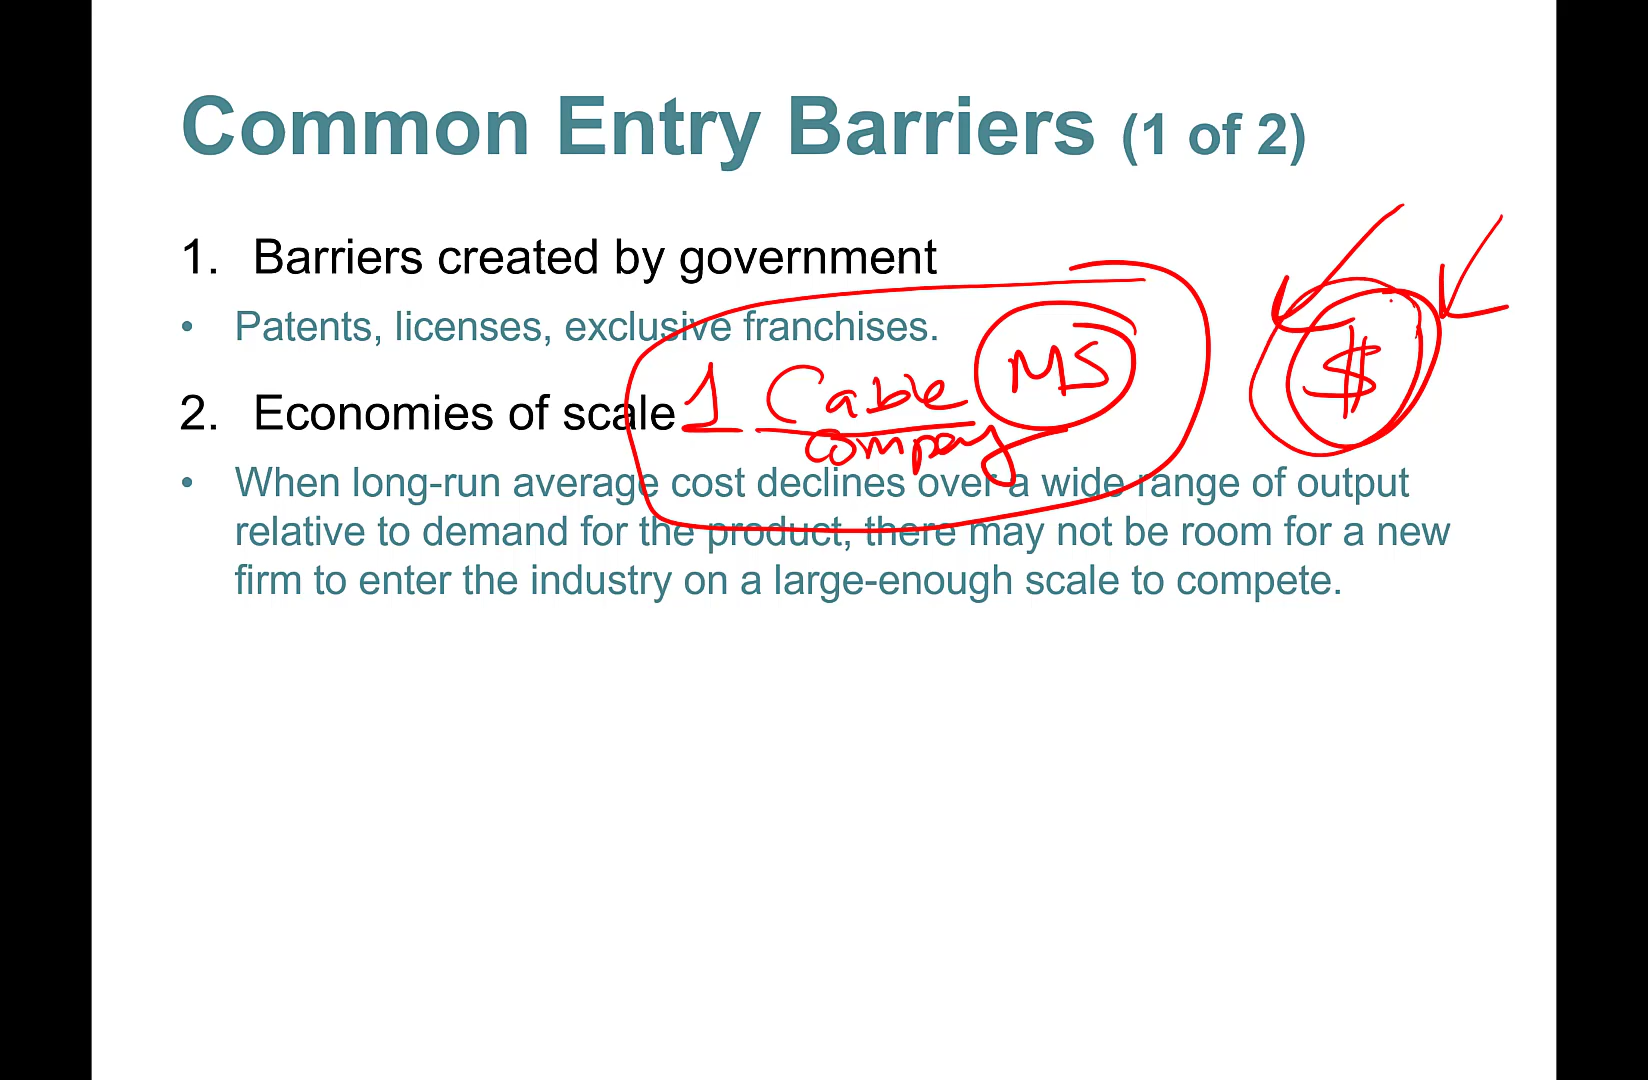 Common Entry Barriers (1 of 2)
1. Barriers created by government
• Patents, licenses, exclusive franchises.
2. Economies of scale
1 Cable MS
company
$
• When long-run average cost declines over a wide range of output
relative to demand for the product, there may not be room for a new
firm to enter the industry on a large-enough scale to compete.